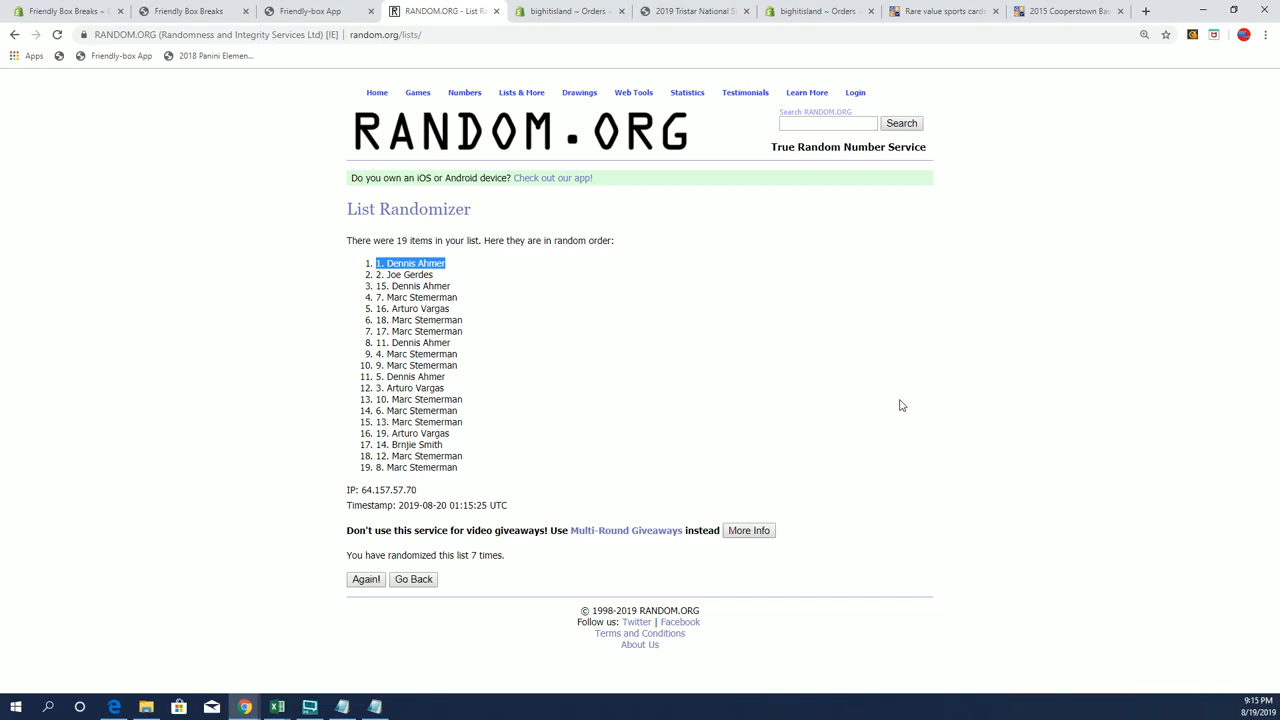 Friendly Box Breaks
Friendly Box Breaks
Friendly-box App
RANDOM.ORG - List Ra
bighitisland ~ Orders
2019 Tristar National S
bighitisland ~ Orders ~
Rare value sports cards
2015 Cooperstown Bas
RANDOM.ORG (Randomness and Integrity Services Ltd) [IE] | random.org/lists/
Apps
Friendly-box App
2018 Panini Elemen...
Home Games Numbers Lists & More Drawings Web Tools Statistics Testimonials Learn More Login
RANDOM.ORG
Search RANDOM.ORG
Search
True Random Number Service
Do you own an iOS or Android device? Check out our app!
List Randomizer
There were 19 items in your list. Here they are in random order:
1. 1. Dennis Ahmer
2. 2. Joe Gerdes
3. 15. Dennis Ahmer
4. 7. Marc Stemerman
5. 16. Arturo Vargas
6. 18. Marc Stemerman
7. 17. Marc Stemerman
8. 11. Dennis Ahmer
9. 4. Marc Stemerman
10. 9. Marc Stemerman
11. 5. Dennis Ahmer
12. 3. Arturo Vargas
13. 10. Marc Stemerman
14. 6. Marc Stemerman
15. 13. Marc Stemerman
16. 19. Arturo Vargas
17. 14. Brnjie Smith
18. 12. Marc Stemerman
19. 8. Marc Stemerman
IP: 64.157.57.70
Timestamp: 2019-08-20 01:15:25 UTC
Don't use this service for video giveaways! Use Multi-Round Giveaways instead More Info
You have randomized this list 7 times.
Again! Go Back
© 1998-2019 RANDOM.ORG
Follow us: Twitter | Facebook
Terms and Conditions
About Us
9:15 PM
8/19/2019